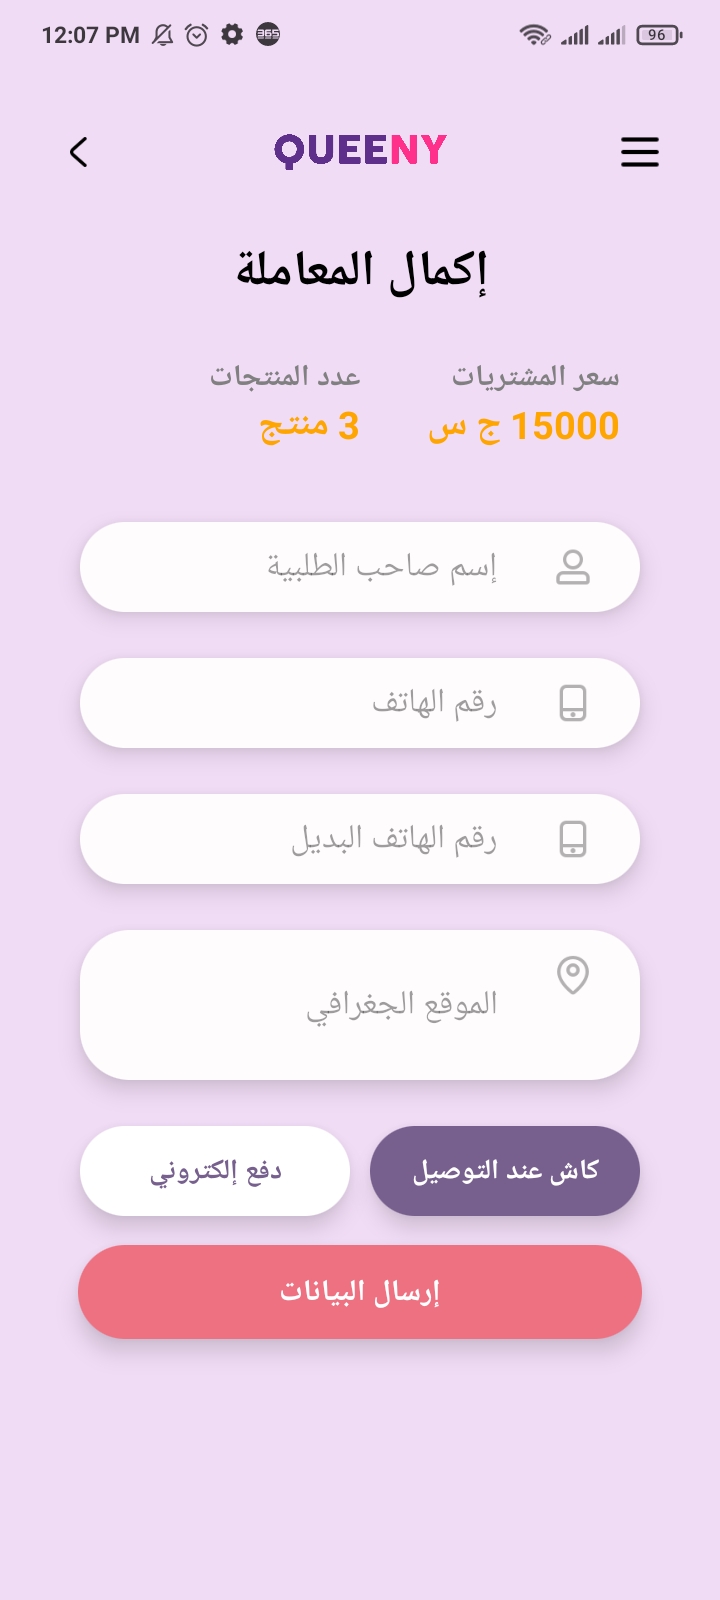 12:07 PM
365
96
QUEENY
إكمال المعاملة
سعر المشتريات
15000 ج س
عدد المنتجات
3 منتج
إسم صاحب الطلبية
رقم الهاتف
رقم الهاتف البديل
الموقع الجغرافي
كاش عند التوصيل
دفع إلكتروني
إرسال البيانات